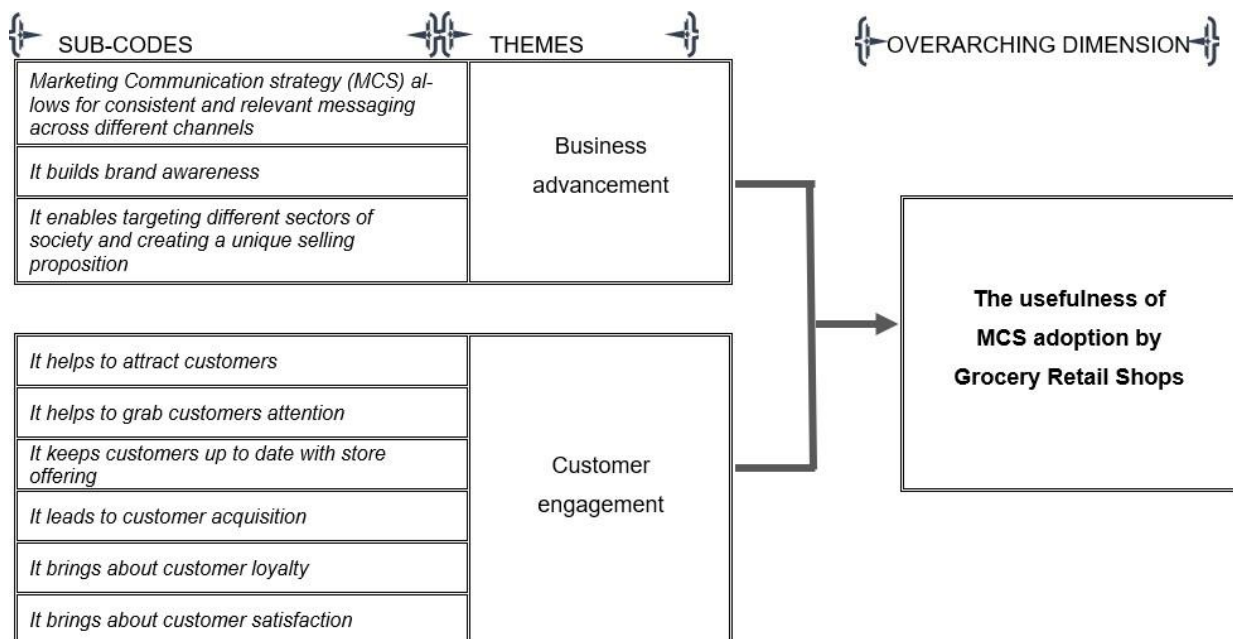 SUB-CODES
THEMES
OVERARCHING DIMENSION
Marketing Communication strategy (MCS) al-
lows for consistent and relevant messaging
across different channels
It builds brand awareness
It enables targeting different sectors of
society and creating a unique selling
proposition
Business
advancement
It helps to attract customers
It helps to grab customers attention
It keeps customers up to date with store
offering
It leads to customer acquisition
It brings about customer loyalty
It brings about customer satisfaction
Customer
engagement
The usefulness of
MCS adoption by
Grocery Retail Shops